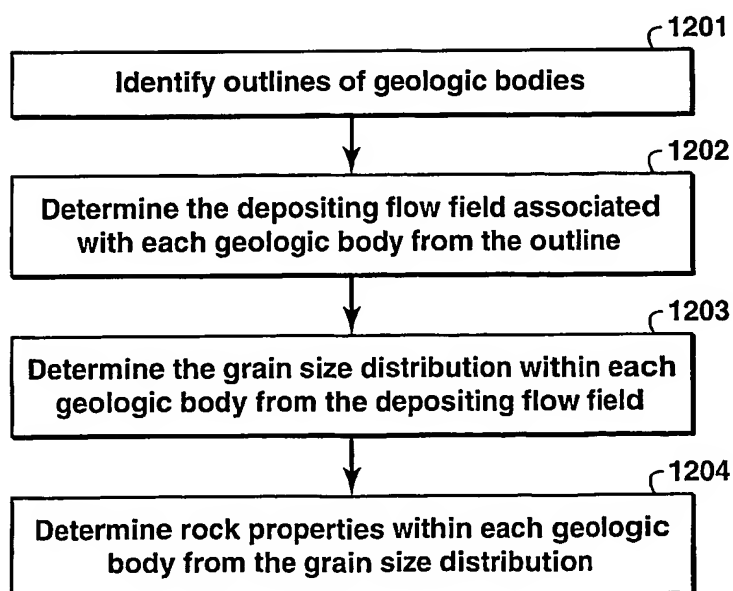 1201
Identify outlines of geologic bodies
1202
Determine the depositing flow field associated
with each geologic body from the outline
1203
Determine the grain size distribution within each
geologic body from the depositing flow field
1204
Determine rock properties within each geologic
body from the grain size distribution